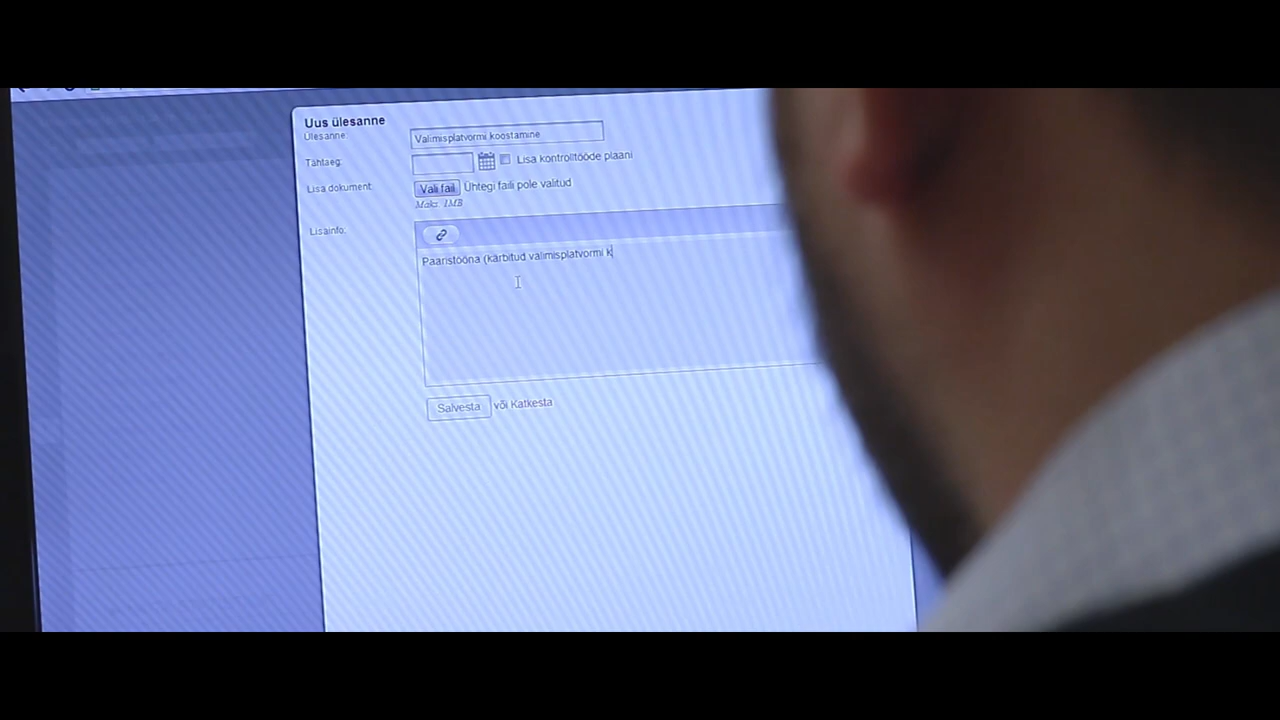 Uus ülesanne
Ülesanne:
Valimisplatvormi koostamine
Tähtaeg:
Lisa kontrolltööde plaani
Lisa dokument:
Vali fail Ühtegi faili pole valitud
Maks. 1MB
Lisainfo:
Paaristööna (kärbitud valimisplatvormi k
Salvesta või Katkesta